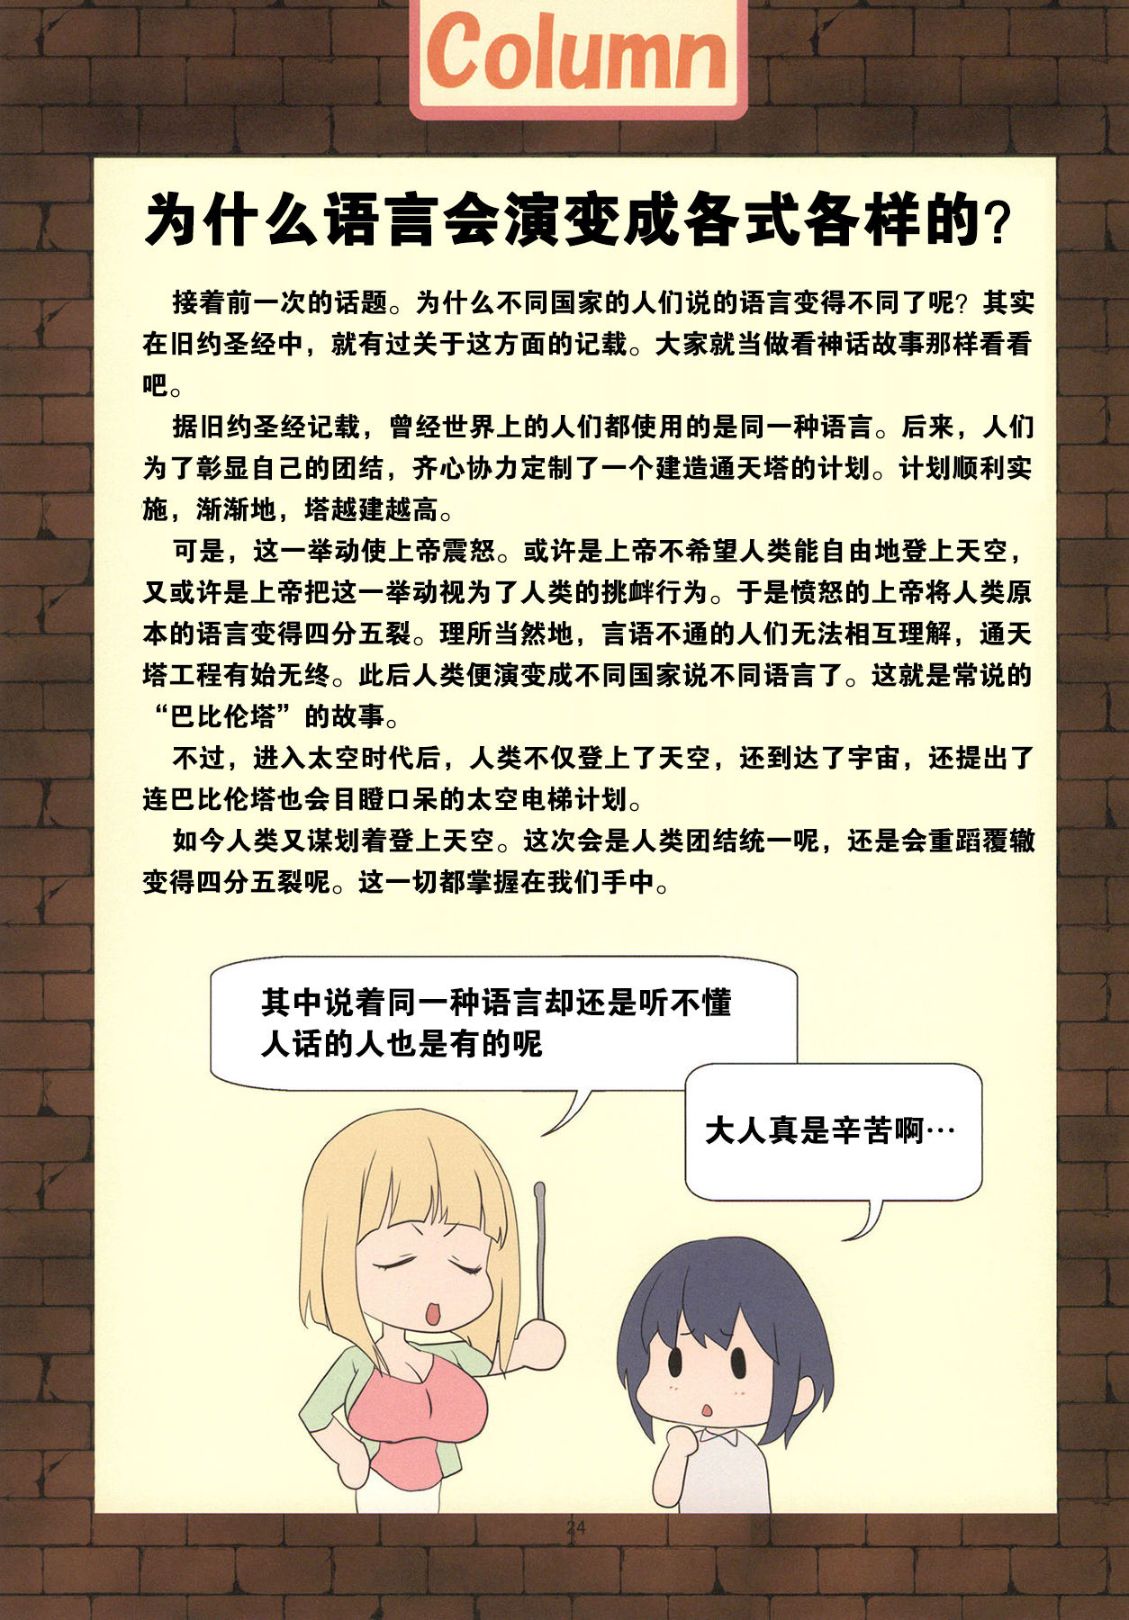 Column
为什么语言会演变成各式各样的？
接着前一次的话题。为什么不同国家的人们说的语言变得不同了呢？其实
在旧约圣经中，就有过关于这方面的记载。大家就当做看神话故事那样看看
吧。
据旧约圣经记载，曾经世界上的人们都使用的是同一种语言。后来，人们
为了彰显自己的团结，齐心协力定制了一个建造通天塔的计划。计划顺利实
施，渐渐地，塔越建越高。
可是，这一举动使上帝震怒。或许是上帝不希望人类能自由地登上天空，
又或许是上帝把这一举动视为了人类的挑衅行为。于是愤怒的上帝将人类原
本的语言变得四分五裂。理所当然地，言语不通的人们无法相互理解，通天
塔工程有始无终。此后人类便演变成不同国家说不同语言了。这就是常说的
“巴比伦塔”的故事。
不过，进入太空时代后，人类不仅登上了天空，还到达了宇宙，还提出了
连巴比伦塔也会目瞪口呆的太空电梯计划。
如今人类又谋划着登上天空。这次会是人类团结统一呢，还是会重蹈覆辙
变得四分五裂呢。这一切都掌握在我们手中。
其中说着同一种语言却还是听不懂
人话的人也是有的呢
大人真是辛苦啊…
24